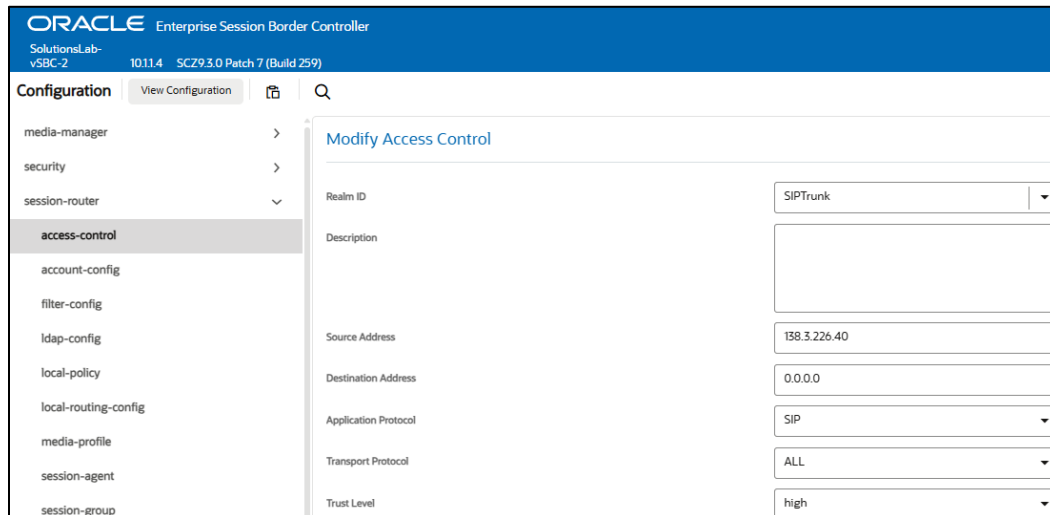 ORACLE Enterprise Session Border Controller
SolutionsLab-
vSBC-2 10.1.1.4 SCZ9.3.0 Patch 7 (Build 259)
Configuration View Configuration
media-manager
security
session-router
access-control
account-config
filter-config
ldap-config
local-policy
local-routing-config
media-profile
session-agent
session-group
Modify Access Control
Realm ID SIPTrunk
Description
Source Address 138.3.226.40
Destination Address 0.0.0.0
Application Protocol SIP
Transport Protocol ALL
Trust Level high